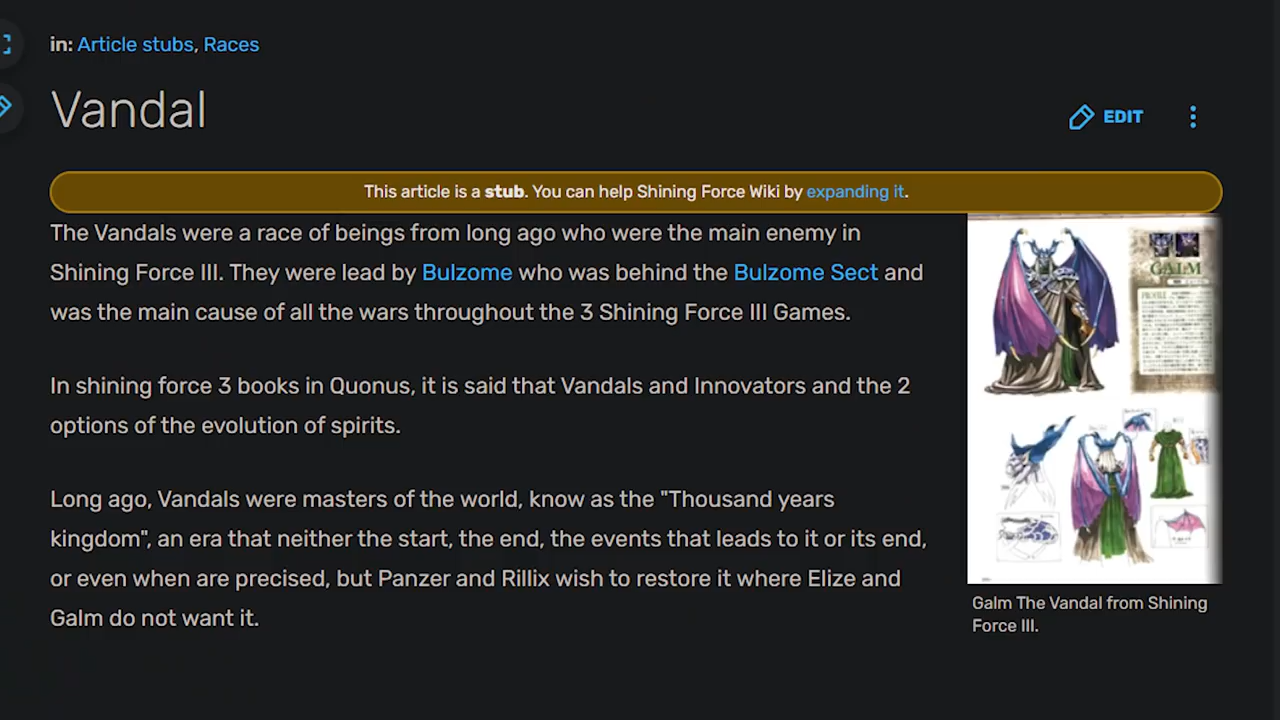 in: Article stubs, Races
Vandal
EDIT
This article is a stub. You can help Shining Force Wiki by expanding it.
The Vandals were a race of beings from long ago who were the main enemy in
Shining Force III. They were lead by Bulzome who was behind the Bulzome Sect and
was the main cause of all the wars throughout the 3 Shining Force III Games.
In shining force 3 books in Quonus, it is said that Vandals and Innovators and the 2
options of the evolution of spirits.
Long ago, Vandals were masters of the world, know as the "Thousand years
kingdom", an era that neither the start, the end, the events that leads to it or its end,
or even when are precised, but Panzer and Rillix wish to restore it where Elize and
Galm do not want it.
GALM
PROFILE
Galm The Vandal from Shining
Force III.